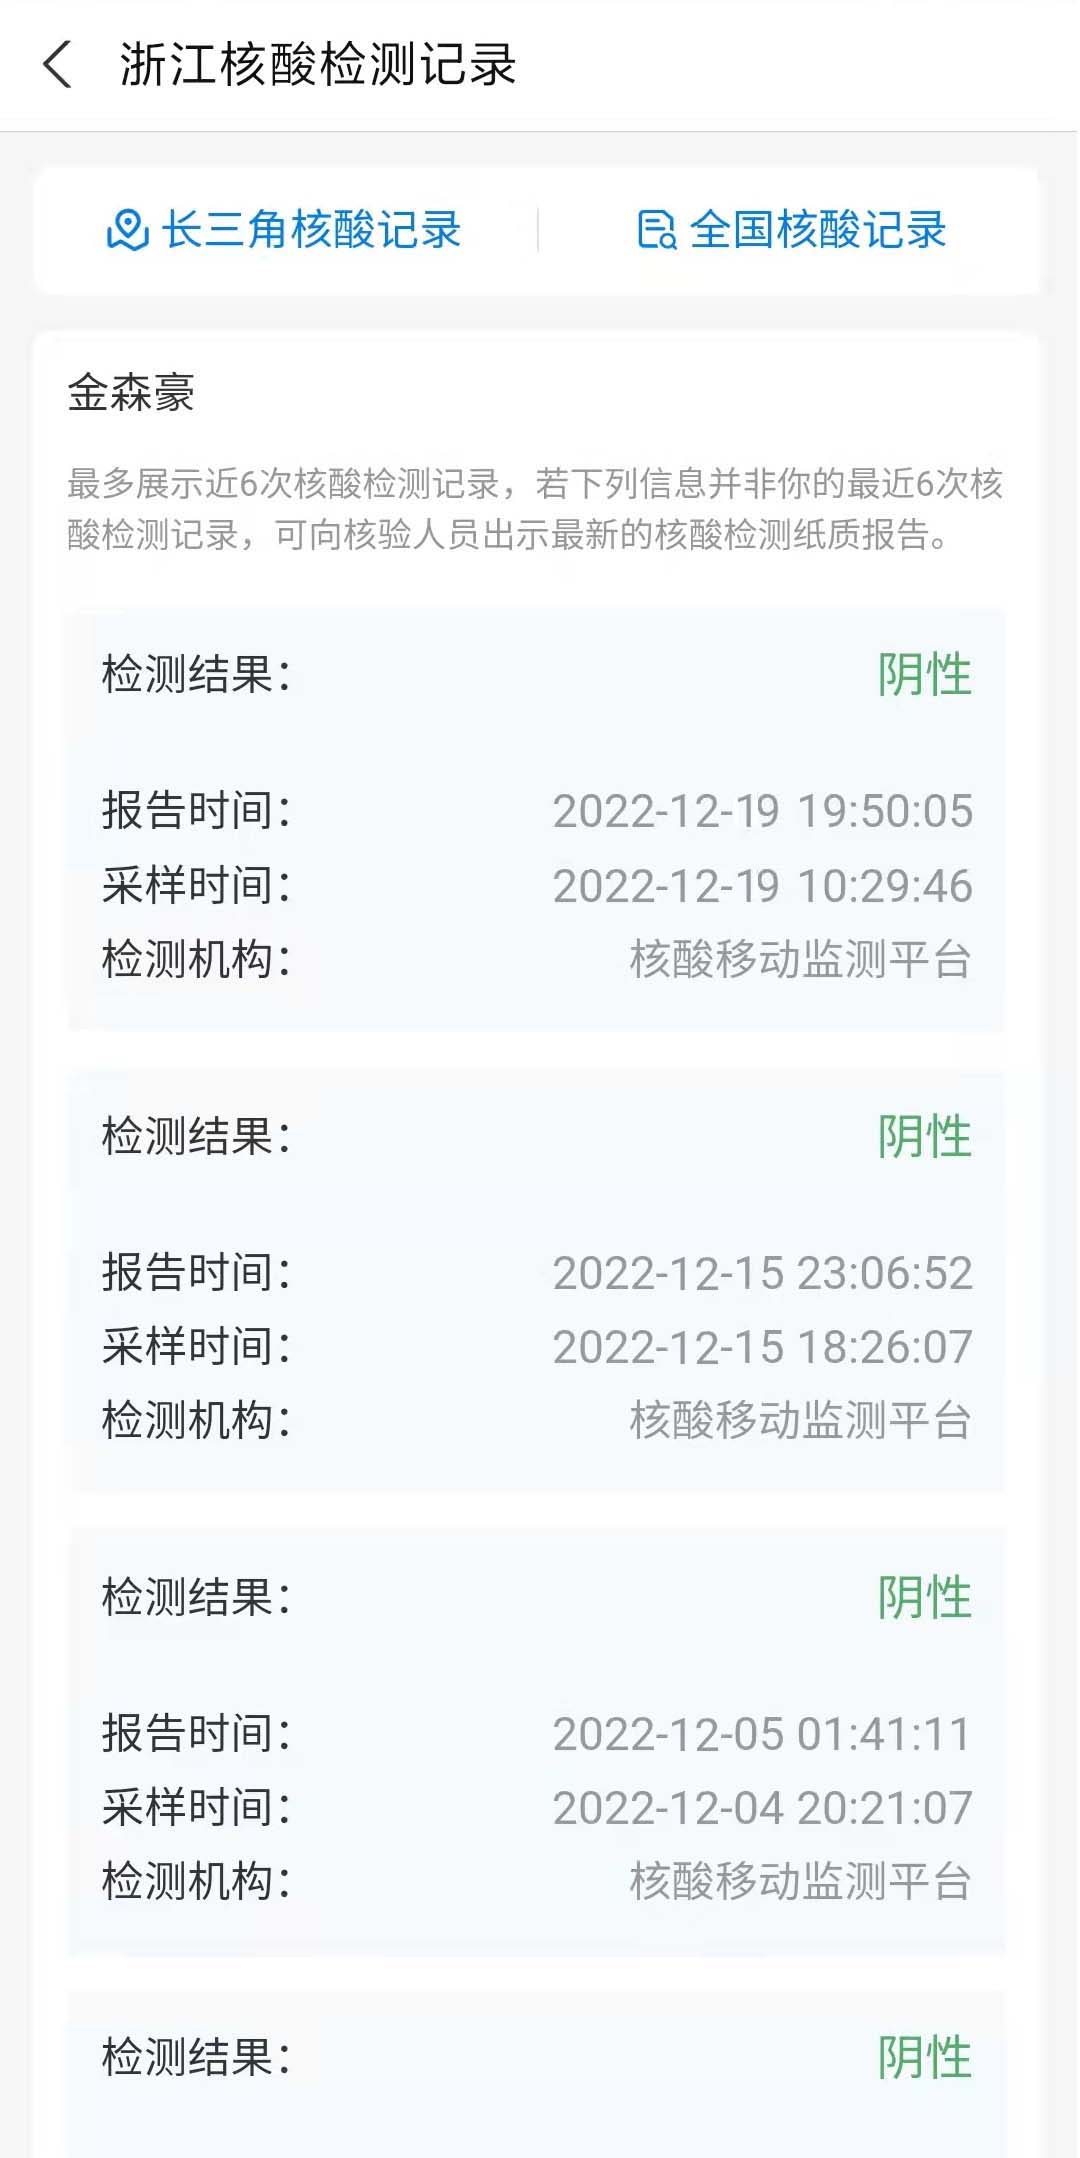 浙江核酸检测记录
长三角核酸记录 全国核酸记录
金森豪
最多展示近6次核酸检测记录，若下列信息并非你的最近6次核
酸检测记录，可向核验人员出示最新的核酸检测纸质报告。
检测结果： 阴性
报告时间： 2022-12-19 19:50:05
采样时间： 2022-12-19 10:29:46
检测机构： 核酸移动监测平台
检测结果： 阴性
报告时间： 2022-12-15 23:06:52
采样时间： 2022-12-15 18:26:07
检测机构： 核酸移动监测平台
检测结果： 阴性
报告时间： 2022-12-05 01:41:11
采样时间： 2022-12-04 20:21:07
检测机构： 核酸移动监测平台
检测结果： 阴性